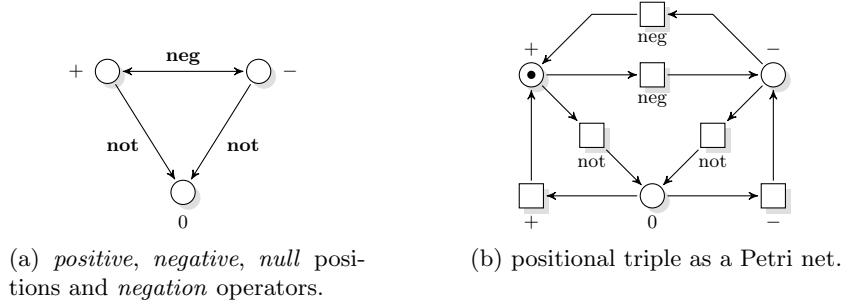 neg
+
−
not
not
0
(a) positive, negative, null posi-
tions and negation operators.
neg
+
−
neg
not
not
+
0
−
(b) positional triple as a Petri net.